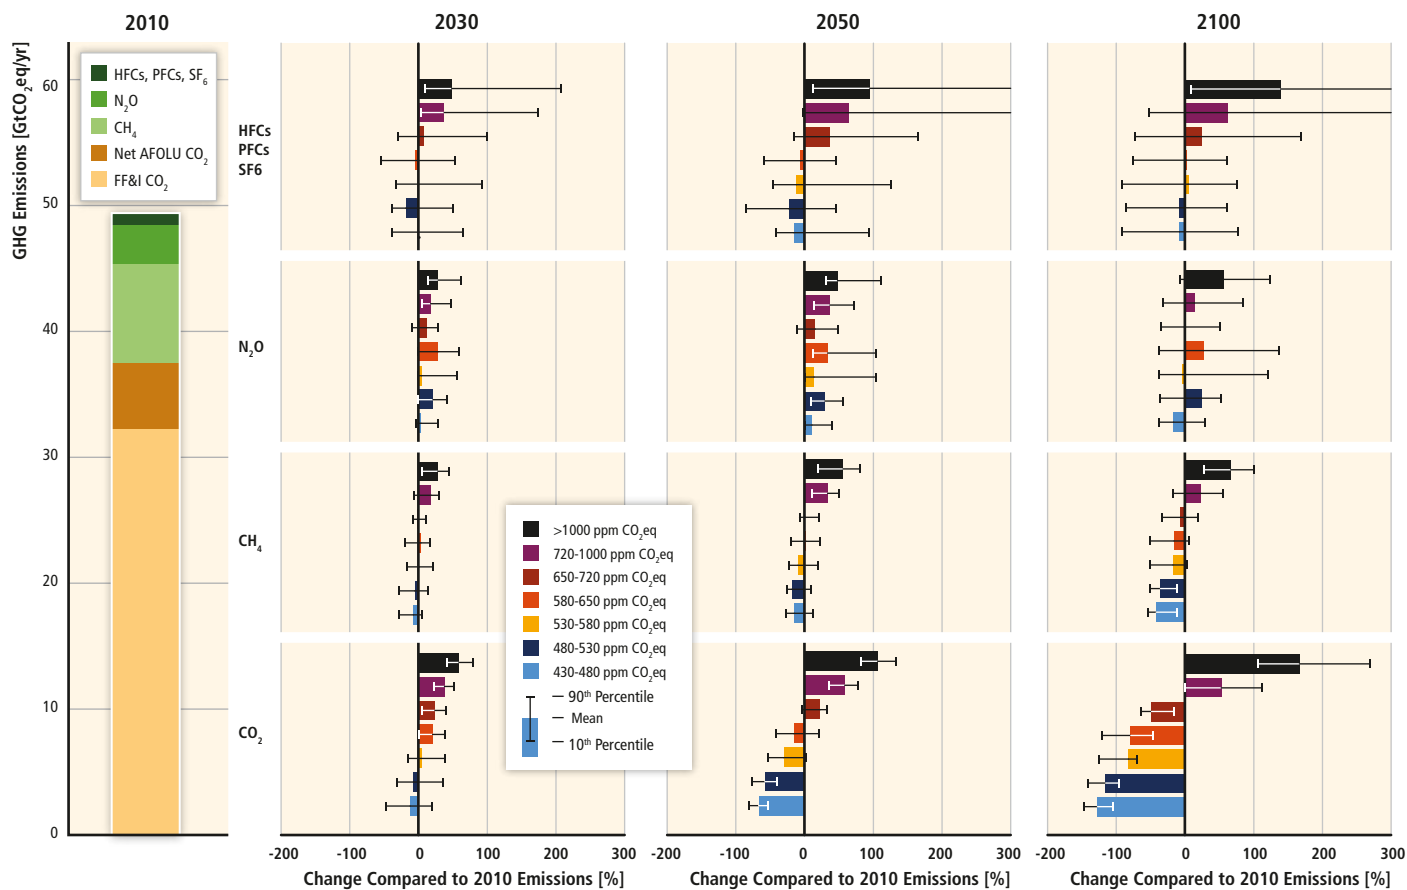 2010
2030
2050
2100
GHG Emissions [GtCO₂eq/yr]
60
50
40
30
20
10
0
HFCs, PFCs, SF₆
N₂O
CH₄
Net AFOLU CO₂
FF&I CO₂
HFCs
PFCs
SF6
N₂O
CH₄
CO₂
>1000 ppm CO₂eq
720-1000 ppm CO₂eq
650-720 ppm CO₂eq
580-650 ppm CO₂eq
530-580 ppm CO₂eq
480-530 ppm CO₂eq
430-480 ppm CO₂eq
90th Percentile
Mean
10th Percentile
-200 -100 0 100 200 300
-200 -100 0 100 200 300
-200 -100 0 100 200 300
Change Compared to 2010 Emissions [%]
Change Compared to 2010 Emissions [%]
Change Compared to 2010 Emissions [%]